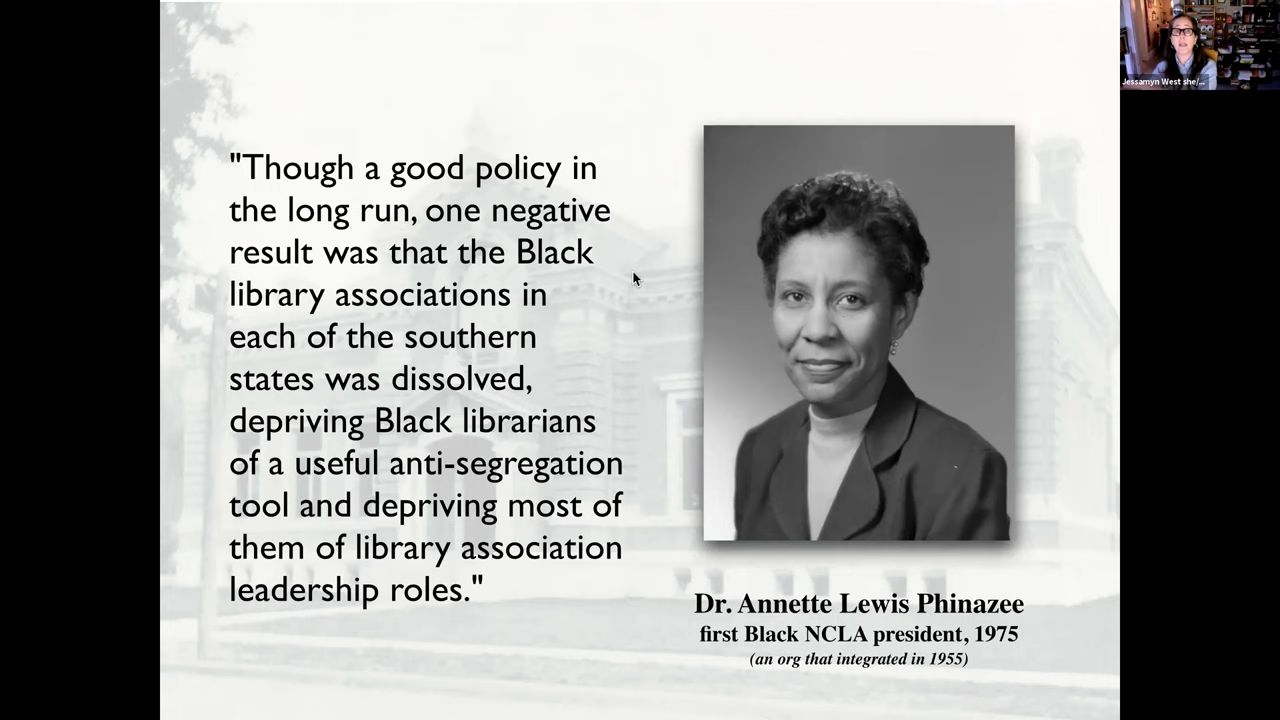 "Though a good policy in
the long run, one negative
result was that the Black
library associations in
each of the southern
states was dissolved,
depriving Black librarians
of a useful anti-segregation
tool and depriving most of
them of library association
leadership roles."
Dr. Annette Lewis Phinazee
first Black NCLA president, 1975
(an org that integrated in 1955)
Jessamyn West she/...